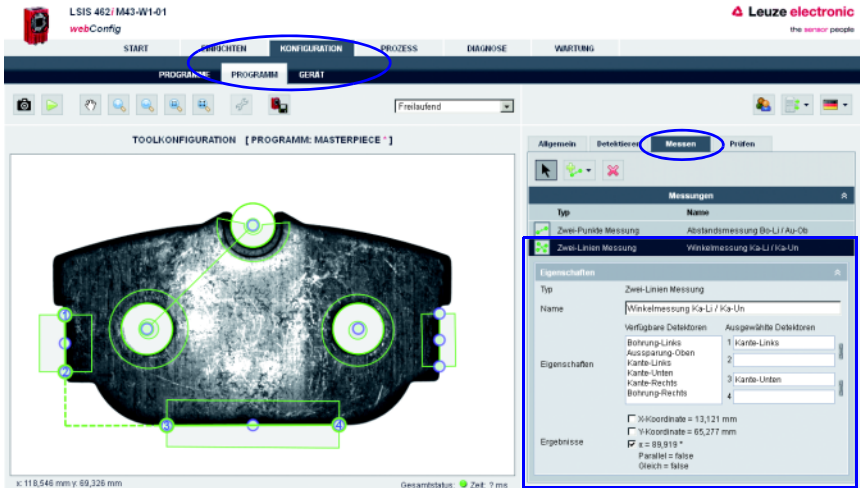 LSIS 462i M43-W1-01
webConfig
Leuze electronic
the sensor people
START EINRICHTEN KONFIGURATION PROZESS DIAGNOSE WARTUNG
PROGRAMME PROGRAMM GERÄT
Freilaufend
TOOLKONFIGURATION [ PROGRAMM: MASTERPIECE * ]
1
2
3
4
x: 118,546 mm y: 69,326 mm
Gesamtstatus: Zeit: ? ms
Allgemein Detektieren Messen Prüfen
Messungen
Typ Name
Zwei-Punkte Messung Abstandsmessung Bo-Li / Au-Ob
Zwei-Linien Messung Winkelmessung Ka-Li / Ka-Un
Eigenschaften
Typ Zwei-Linien Messung
Name Winkelmessung Ka-Li / Ka-Un
Verfügbare Detektoren Ausgewählte Detektoren
Eigenschaften
Bohrung-Links
Aussparung-Oben
Kante-Links
Kante-Unten
Kante-Rechts
Bohrung-Rechts
1 Kante-Links
2
3 Kante-Unten
4
Ergebnisse
X-Koordinate = 13,121 mm
Y-Koordinate = 65,277 mm
= 89,919 °
Parallel = false
Gleich = false